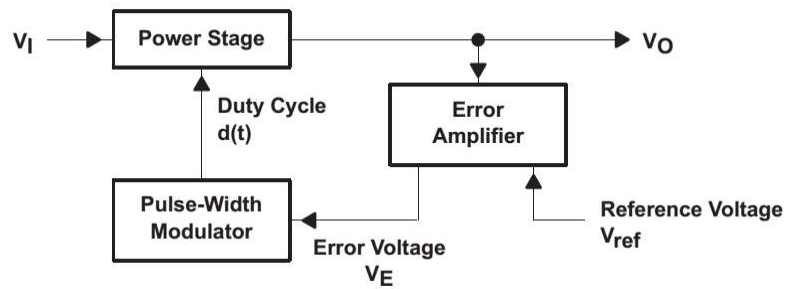 VI
Power Stage
VO
Duty Cycle
d(t)
Error
Amplifier
Pulse-Width
Modulator
Error Voltage
VE
Reference Voltage
Vref